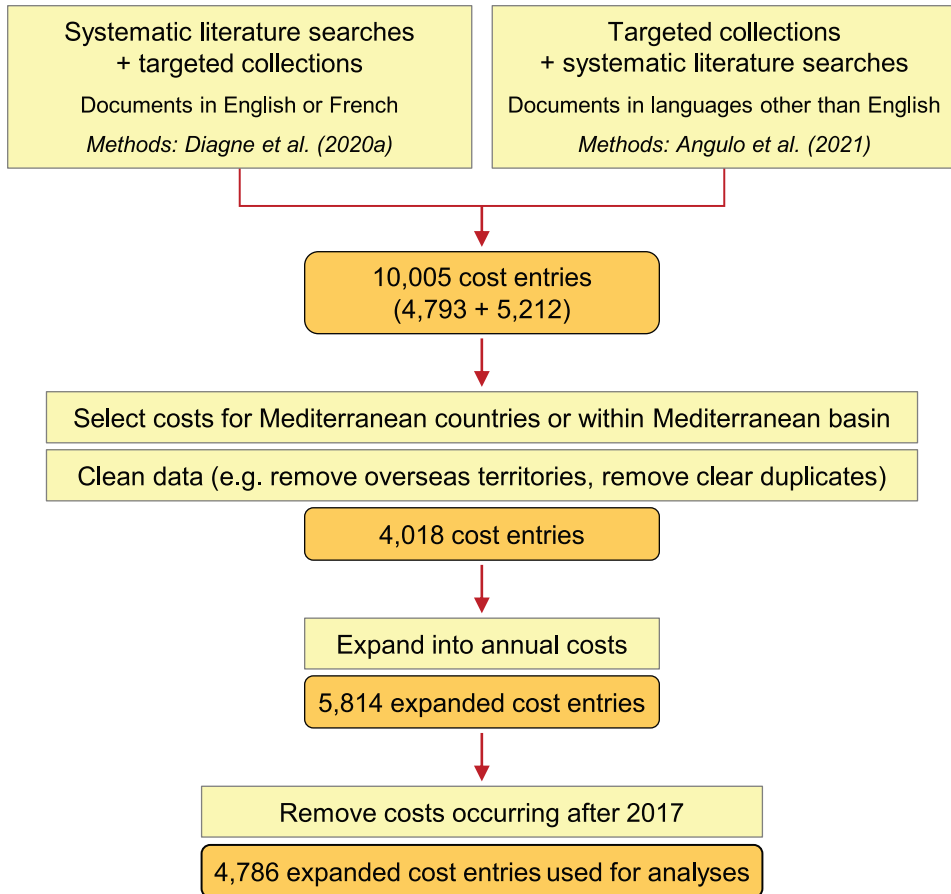 Systematic literature searches
+ targeted collections
Documents in English or French
Methods: Diagne et al. (2020a)
Targeted collections
+ systematic literature searches
Documents in languages other than English
Methods: Angulo et al. (2021)
10,005 cost entries
(4,793 + 5,212)
Select costs for Mediterranean countries or within Mediterranean basin
Clean data (e.g. remove overseas territories, remove clear duplicates)
4,018 cost entries
Expand into annual costs
5,814 expanded cost entries
Remove costs occurring after 2017
4,786 expanded cost entries used for analyses